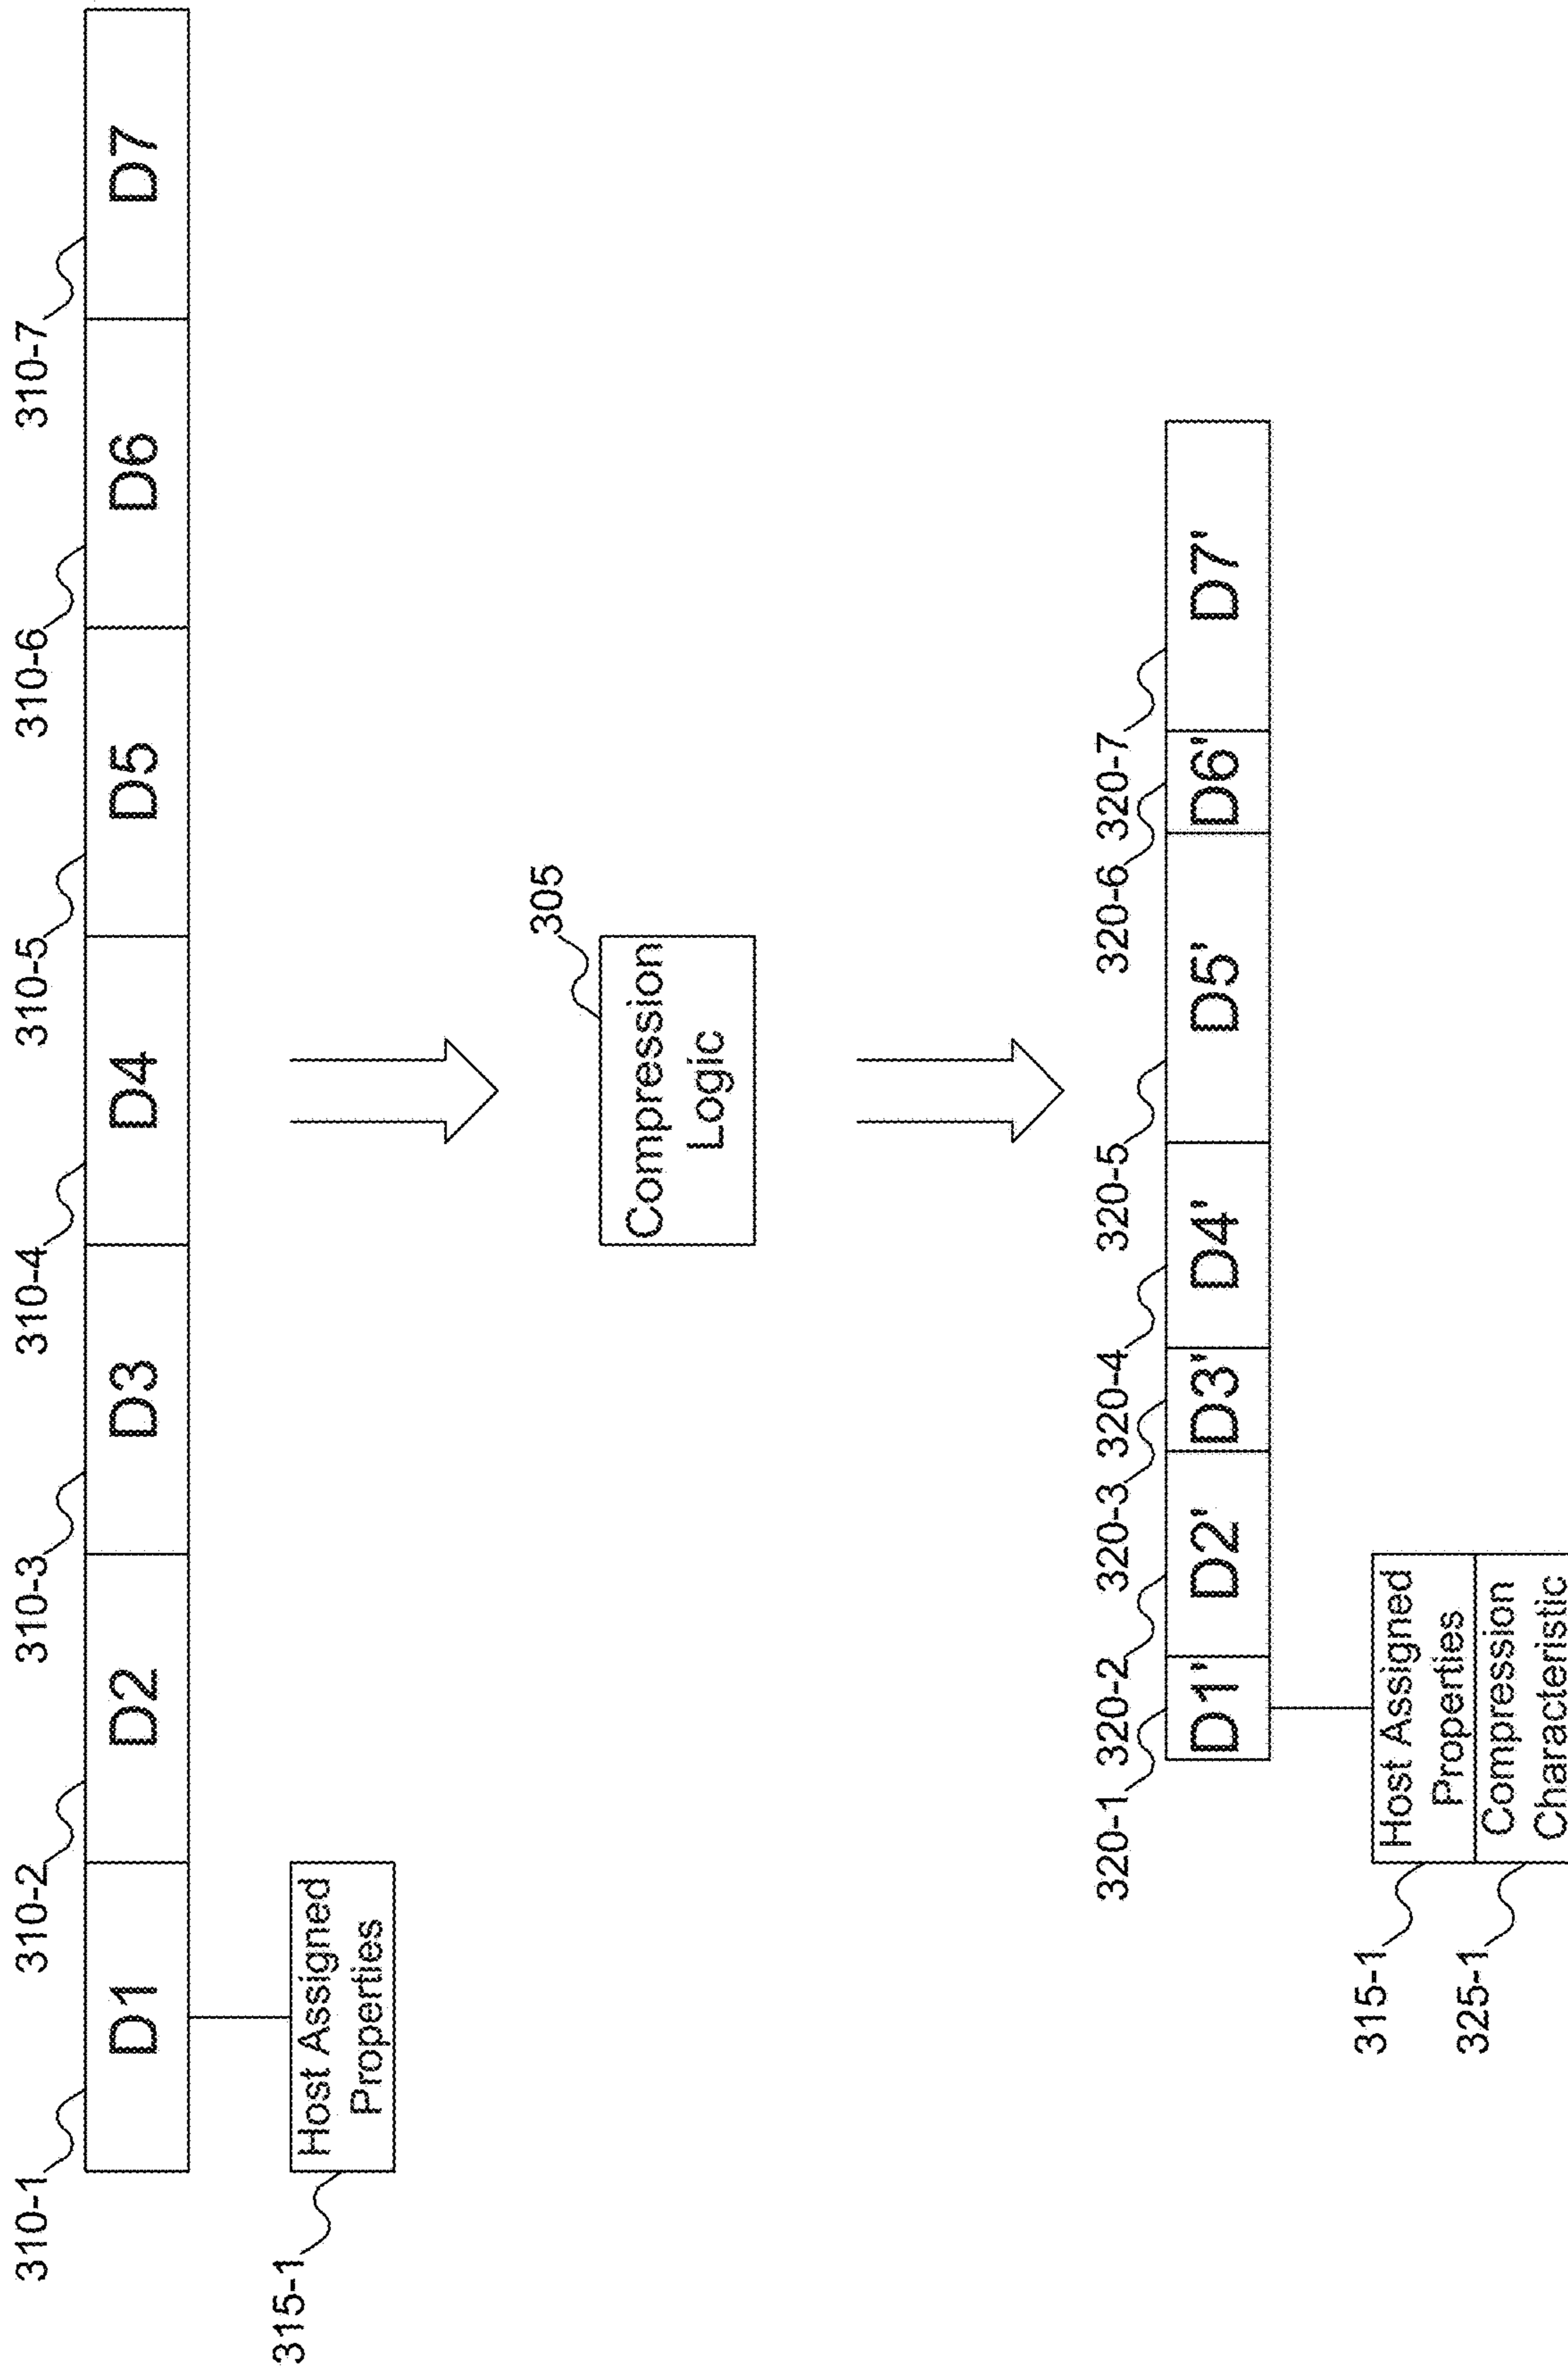 310-1 310-2 310-3 310-4 310-5 310-6 310-7
D1 D2 D3 D4 D5 D6 D7
315-1
Host Assigned
Properties
305
Compression
Logic
320-1 320-2 320-3 320-4 320-5 320-6 320-7
D1' D2' D3' D4' D5' D6' D7'
315-1
Host Assigned
Properties
325-1
Compression
Characteristic